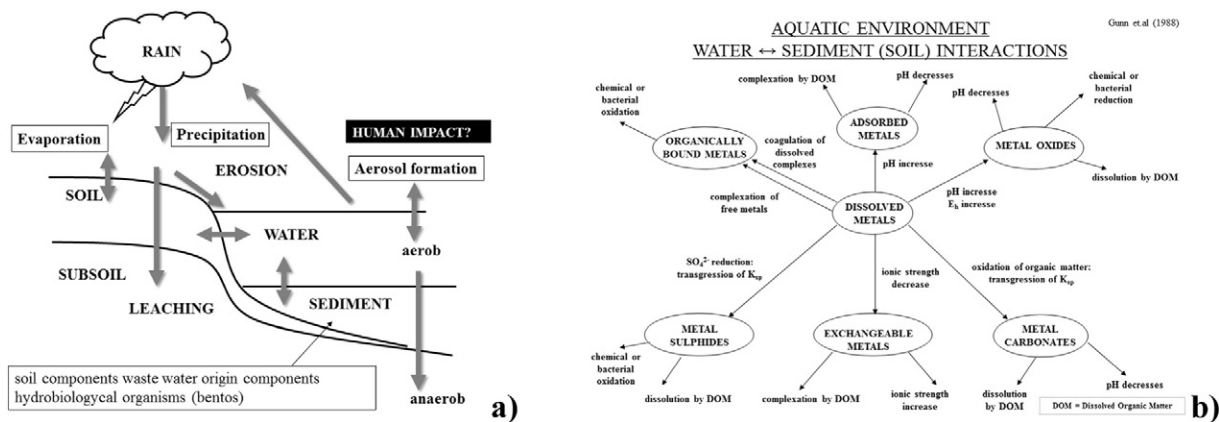 RAIN
Evaporation
Precipitation
HUMAN IMPACT?
Aerosol formation
EROSION
SOIL
WATER
aerob
SUBSOIL
LEACHING
SEDIMENT
soil components waste water origin components
hydrobiologycal organisms (bentos)
anaerob
a)
AQUATIC ENVIRONMENT
WATER ↔ SEDIMENT (SOIL) INTERACTIONS
Gunn et.al (1988)
complexation by DOM
pH decreases
chemical or
bacterial
oxidation
pH decreases
chemical or
bacterial
reduction
ADSORBED
METALS
ORGANICALLY
BOUND METALS
coagulation of
dissolved
complexes
METAL OXIDES
pH increase
dissolution by DOM
complexation of
free metals
DISSOLVED
METALS
pH incresse
Eh increse
SO₄²⁻ reduction:
transgression of Ksp
ionic strength
decrease
oxidation of organic matter:
transgression of Ksp
METAL
SULPHIDES
EXCHANGEABLE
METALS
METAL
CARBONATES
chemical or
bacterial
oxidation
dissolution by DOM
complexation by DOM
ionic strength
increase
dissolution
by DOM
pH decreases
DOM = Dissolved Organic Matter
b)